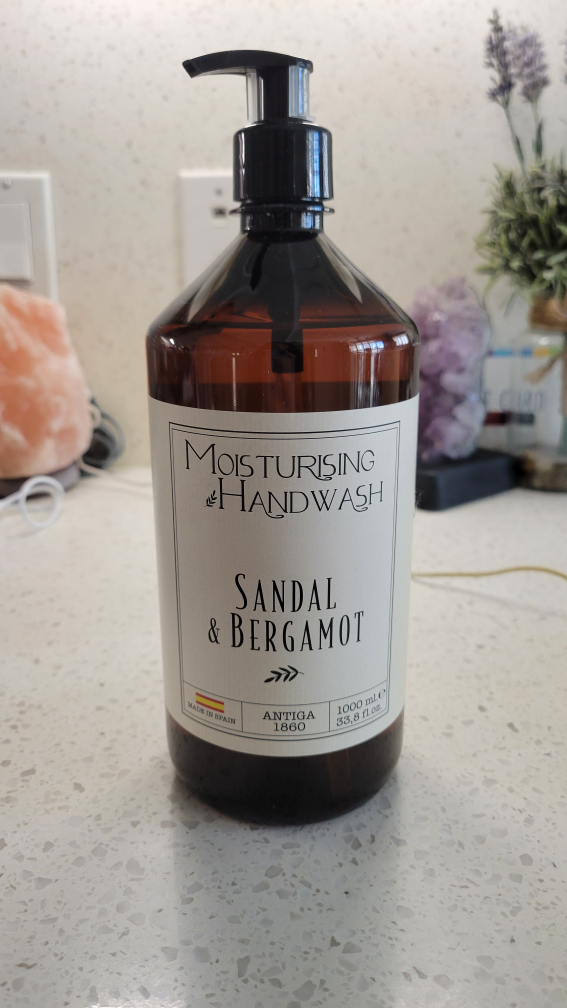 MOISTURISING
HANDWASH
SANDAL
& BERGAMOT
MADE IN SPAIN
ANTIGA
1860
1000 ml. ℮
33,8 fl.oz.